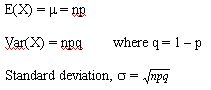 E(X) = μ = np
Var(X) = npq where q = 1 – p
Standard deviation, σ = √npq